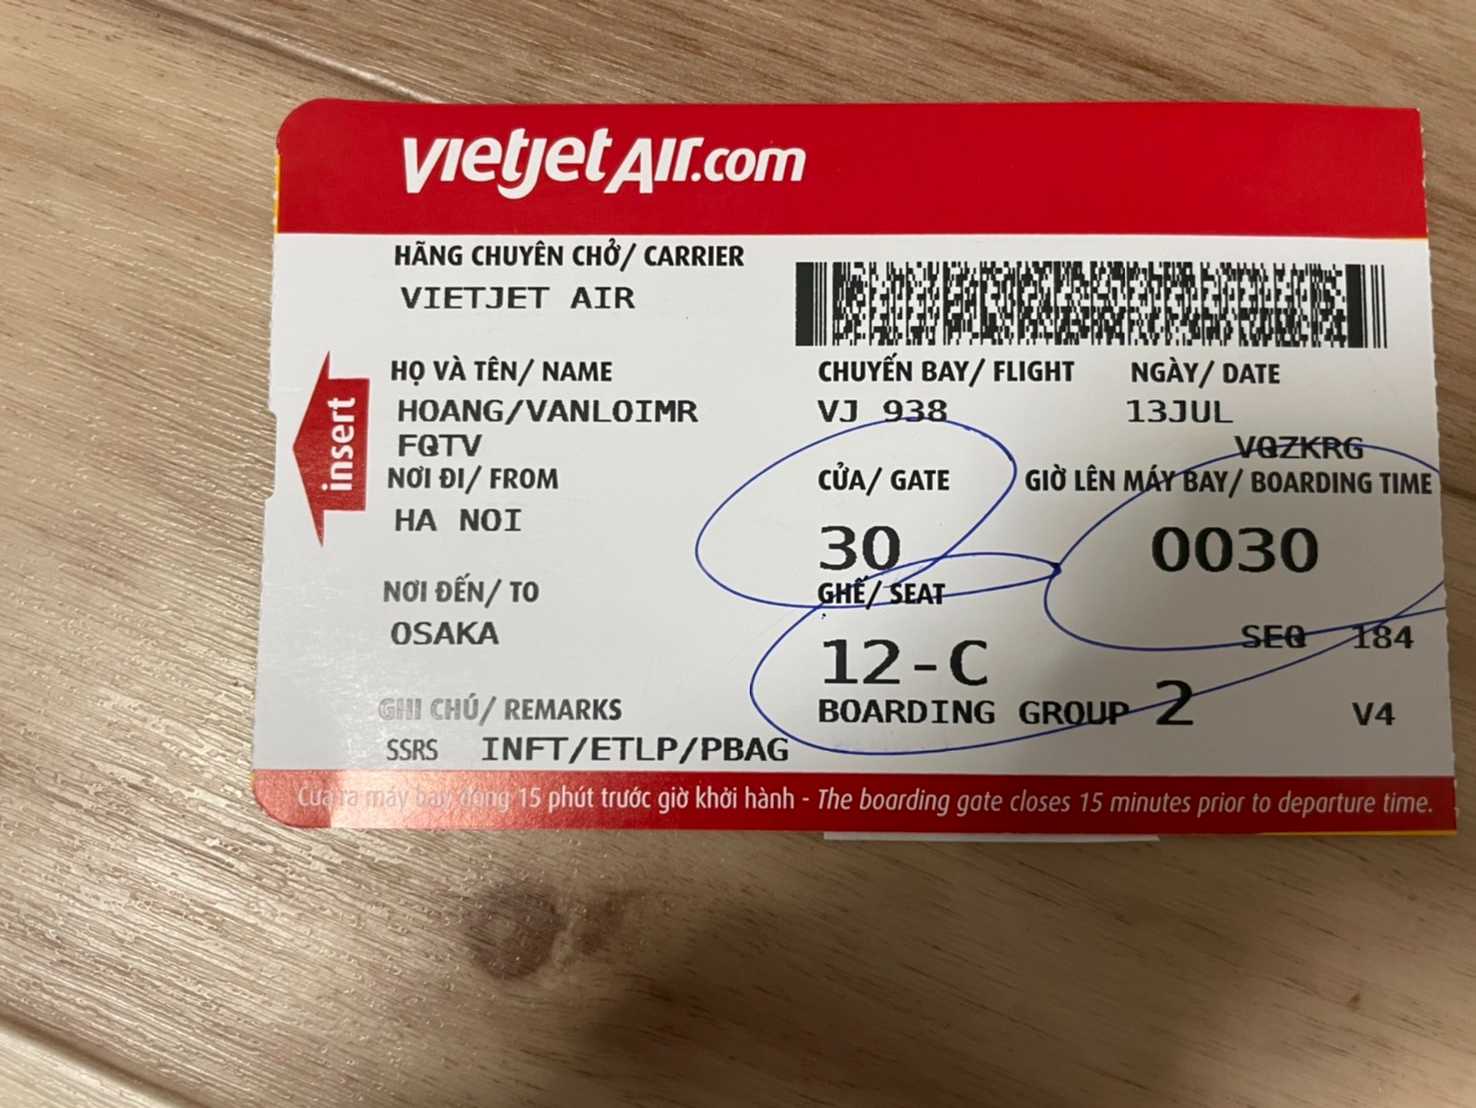 vietjetAir.com
HÃNG CHUYÊN CHỞ/ CARRIER
VIETJET AIR
HỌ VÀ TÊN/ NAME
CHUYẾN BAY/ FLIGHT
NGÀY/ DATE
HOANG/VANLOIMR
VJ 938
13JUL
FQTV
VQZKRG
NƠI ĐI/ FROM
CỬA/ GATE
GIỜ LÊN MÁY BAY/ BOARDING TIME
HA NOI
30
0030
NƠI ĐẾN/ TO
GHẾ/ SEAT
OSAKA
12-C
SEQ 184
GHI CHÚ/ REMARKS
BOARDING GROUP 2
V4
SSRS INFT/ETLP/PBAG
insert
Cửa ra máy bay đóng 15 phút trước giờ khởi hành - The boarding gate closes 15 minutes prior to departure time.